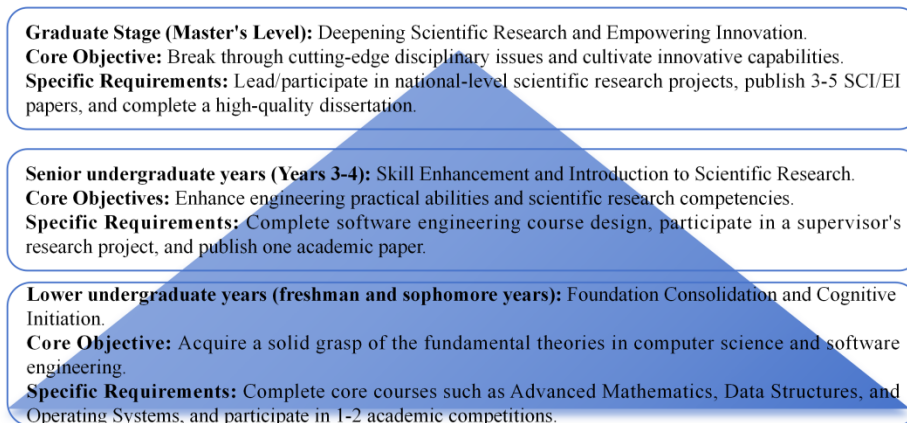 Graduate Stage (Master's Level): Deepening Scientific Research and Empowering Innovation.
Core Objective: Break through cutting-edge disciplinary issues and cultivate innovative capabilities.
Specific Requirements: Lead/participate in national-level scientific research projects, publish 3-5 SCI/EI
papers, and complete a high-quality dissertation.
Senior undergraduate years (Years 3-4): Skill Enhancement and Introduction to Scientific Research.
Core Objectives: Enhance engineering practical abilities and scientific research competencies.
Specific Requirements: Complete software engineering course design, participate in a supervisor's
research project, and publish one academic paper.
Lower undergraduate years (freshman and sophomore years): Foundation Consolidation and Cognitive
Initiation.
Core Objective: Acquire a solid grasp of the fundamental theories in computer science and software
engineering.
Specific Requirements: Complete core courses such as Advanced Mathematics, Data Structures, and
Operating Systems, and participate in 1-2 academic competitions.